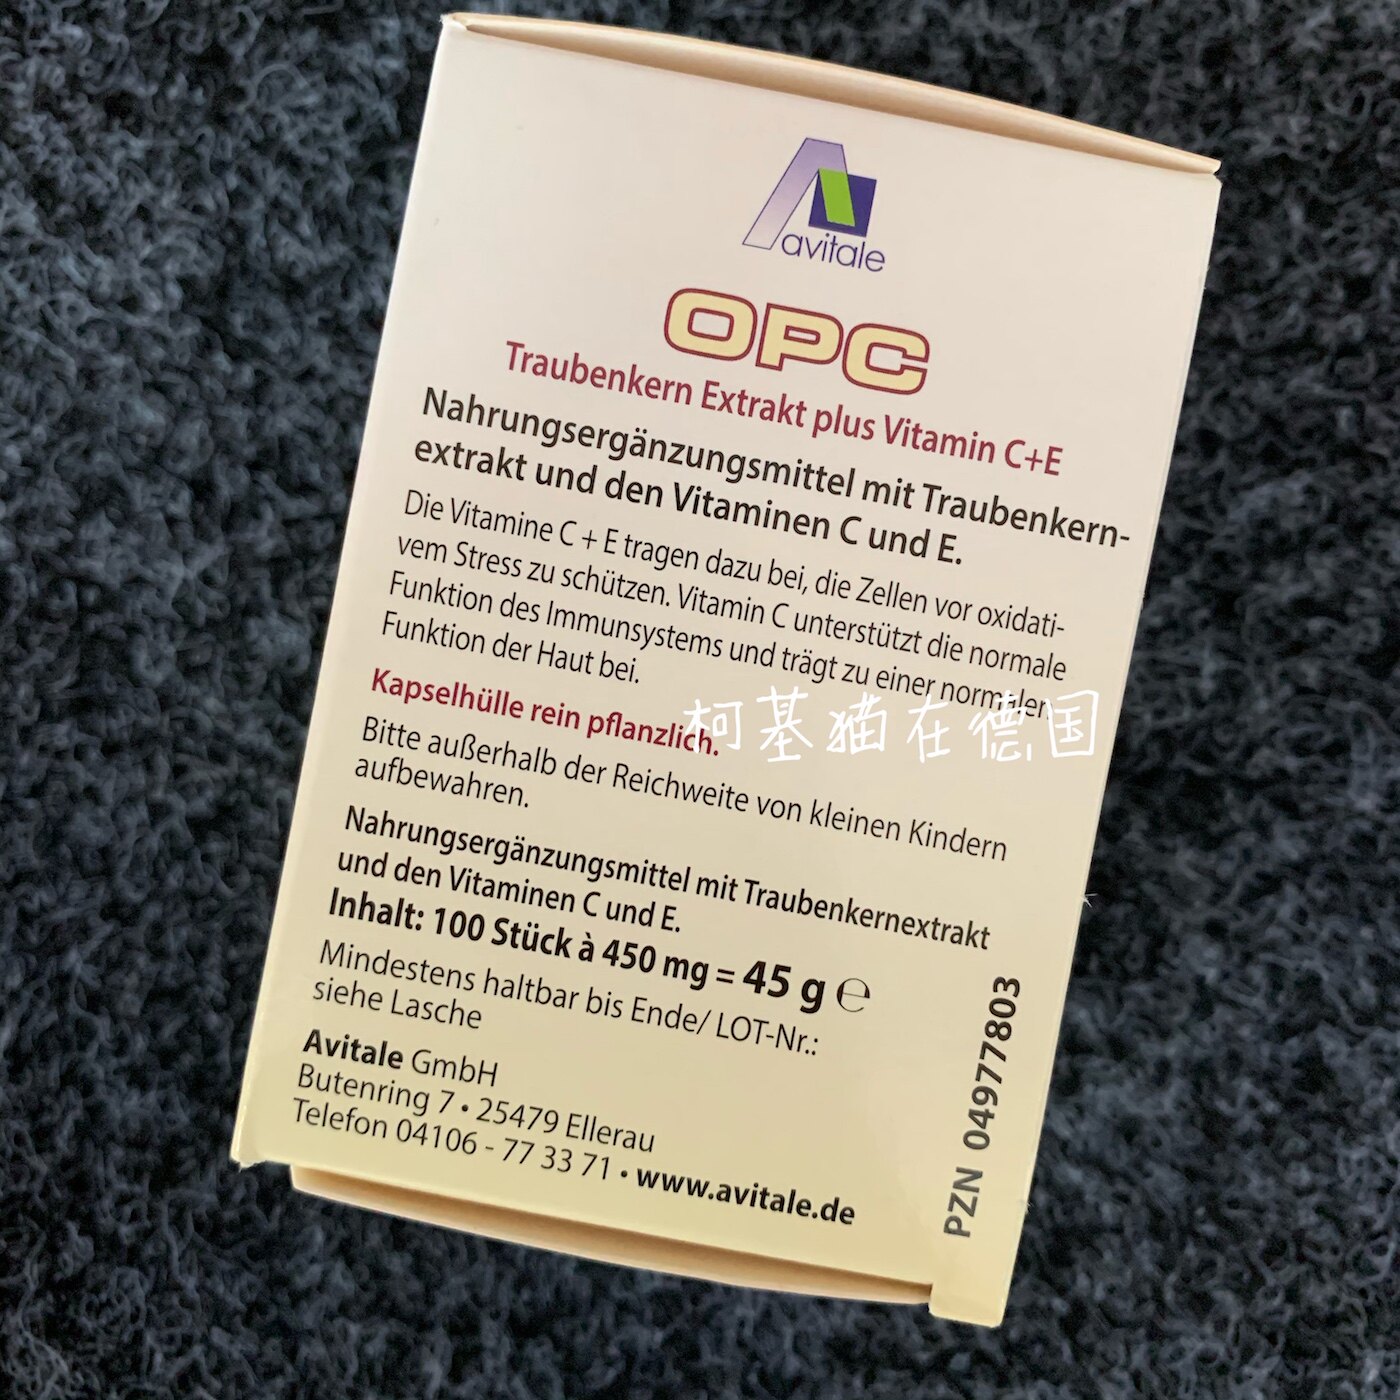 avitale
OPC
Traubenkern Extrakt plus Vitamin C+E
Nahrungsergänzungsmittel mit Traubenkern-
extrakt und den Vitaminen C und E.
Die Vitamine C + E tragen dazu bei, die Zellen vor oxidati-
vem Stress zu schützen. Vitamin C unterstützt die normale
Funktion des Immunsystems und trägt zu einer normalen
Funktion der Haut bei.
Kapselhülle rein pflanzlich.
柯基猫在德国
Bitte außerhalb der Reichweite von kleinen Kindern
aufbewahren.
Nahrungsergänzungsmittel mit Traubenkernextrakt
und den Vitaminen C und E.
Inhalt: 100 Stück à 450 mg = 45 g ℮
Mindestens haltbar bis Ende/ LOT-Nr.:
siehe Lasche
Avitale GmbH
Butenring 7 • 25479 Ellerau
Telefon 04106 - 77 33 71 • www.avitale.de
PZN 04977803